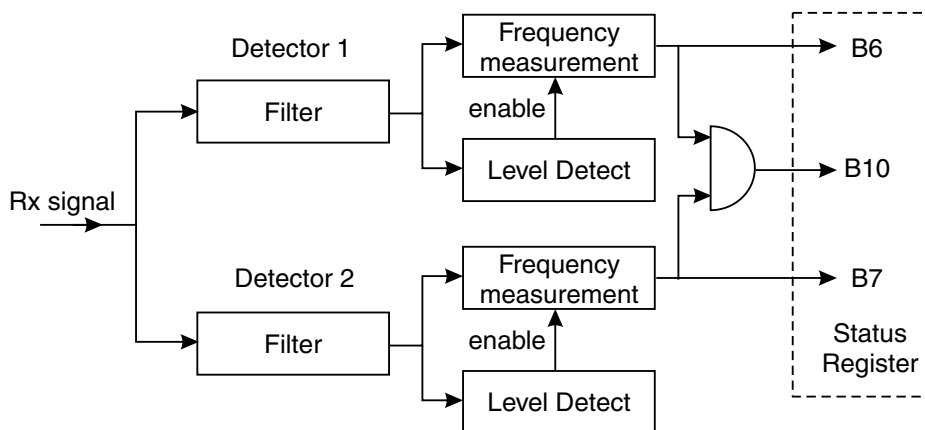 Detector 1
Filter
Frequency
measurement
enable
Level Detect
Rx signal
Detector 2
Filter
Frequency
measurement
enable
Level Detect
B6
B10
B7
Status
Register